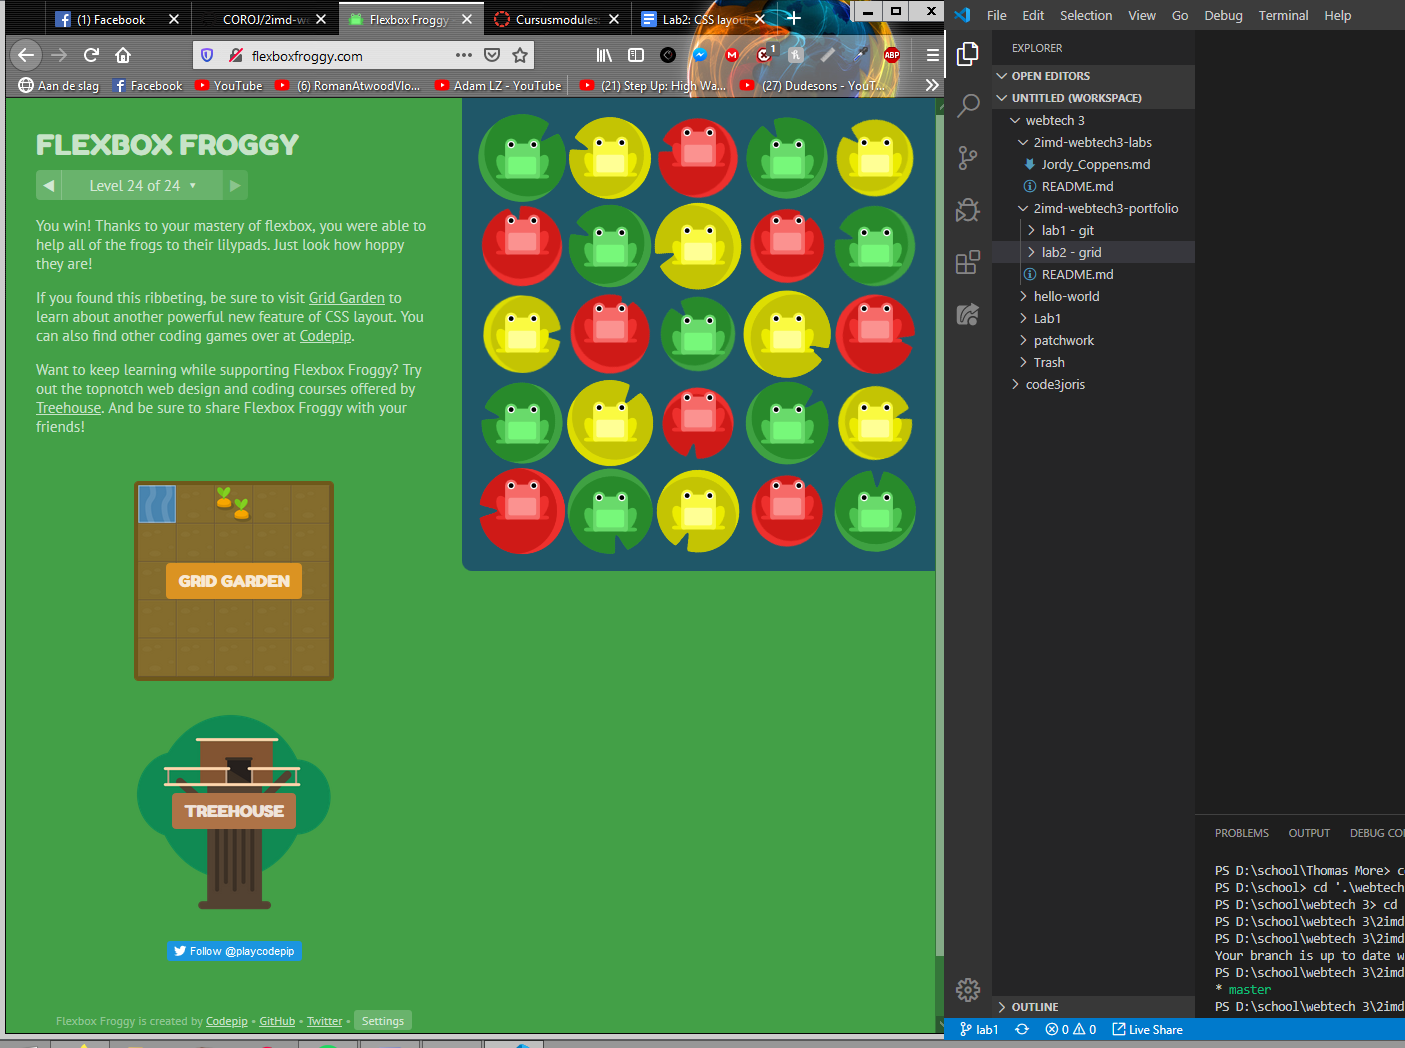 (1) Facebook
COROJ/2imd-w
Flexbox Froggy
Cursusmodules
Lab2: CSS layou
flexboxfroggy.com
1
ABP
Aan de slag
Facebook
YouTube
(6) RomanAtwoodVlo...
Adam LZ - YouTube
(21) Step Up: High Wa...
(27) Dudesons - YouT...
FLEXBOX FROGGY
Level 24 of 24
You win! Thanks to your mastery of flexbox, you were able to
help all of the frogs to their lilypads. Just look how hoppy
they are!
If you found this ribbeting, be sure to visit Grid Garden to
learn about another powerful new feature of CSS layout. You
can also find other coding games over at Codepip.
Want to keep learning while supporting Flexbox Froggy? Try
out the topnotch web design and coding courses offered by
Treehouse. And be sure to share Flexbox Froggy with your
friends!
GRID GARDEN
TREEHOUSE
Follow @playcodepip
Flexbox Froggy is created by Codepip • GitHub • Twitter • Settings
File Edit Selection View Go Debug Terminal Help
EXPLORER
OPEN EDITORS
UNTITLED (WORKSPACE)
webtech 3
2imd-webtech3-labs
Jordy_Coppens.md
README.md
2imd-webtech3-portfolio
lab1 - git
lab2 - grid
README.md
hello-world
Lab1
patchwork
Trash
code3joris
OUTLINE
PROBLEMS OUTPUT DEBUG CO
PS D:\school\Thomas More> c
PS D:\school> cd '.\webtech
PS D:\school\webtech 3> cd
PS D:\school\webtech 3\2imd
PS D:\school\webtech 3\2imd
Your branch is up to date w
PS D:\school\webtech 3\2imd
* master
PS D:\school\webtech 3\2imd
lab1
0 0
Live Share